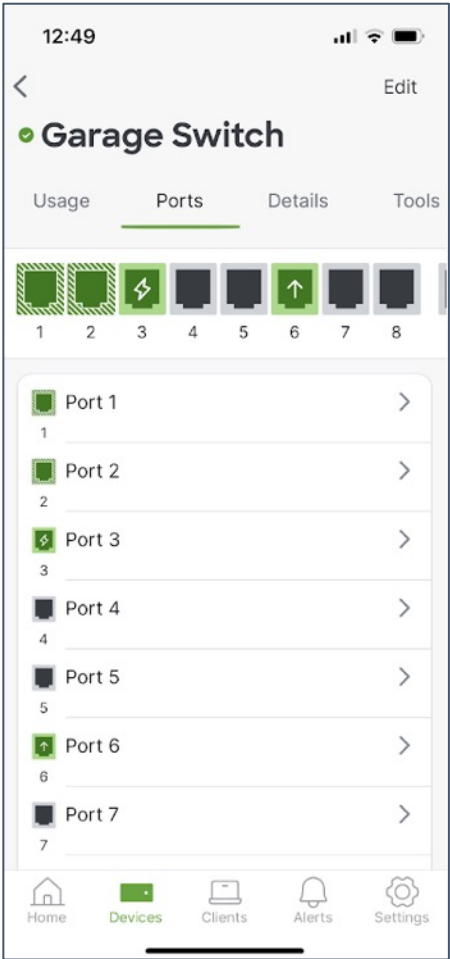 12:49
Edit
Garage Switch
Usage Ports Details Tools
1 2 3 4 5 6 7 8
Port 1
1
Port 2
2
Port 3
3
Port 4
4
Port 5
5
Port 6
6
Port 7
7
Home Devices Clients Alerts Settings